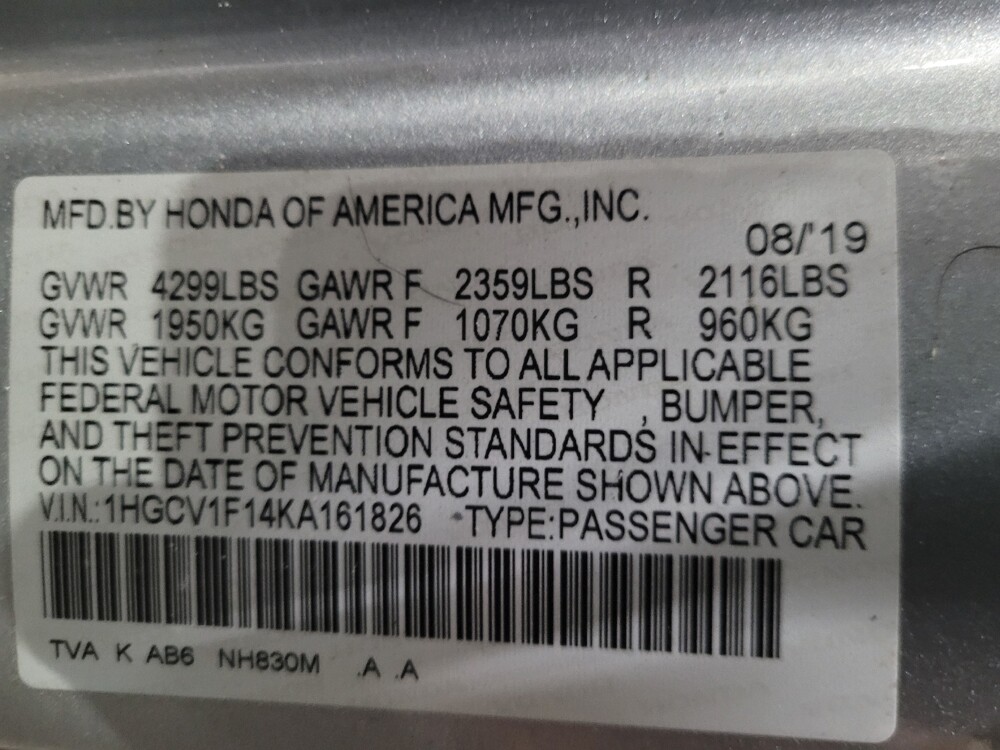 MFD.BY HONDA OF AMERICA MFG.,INC.
08/'19
GVWR 4299LBS GAWR F 2359LBS R 2116LBS
GVWR 1950KG GAWR F 1070KG R 960KG
THIS VEHICLE CONFORMS TO ALL APPLICABLE
FEDERAL MOTOR VEHICLE SAFETY , BUMPER,
AND THEFT PREVENTION STANDARDS IN EFFECT
ON THE DATE OF MANUFACTURE SHOWN ABOVE.
V.I.N.:1HGCV1F14KA161826 TYPE:PASSENGER CAR
TVA K AB6 NH830M .A .A